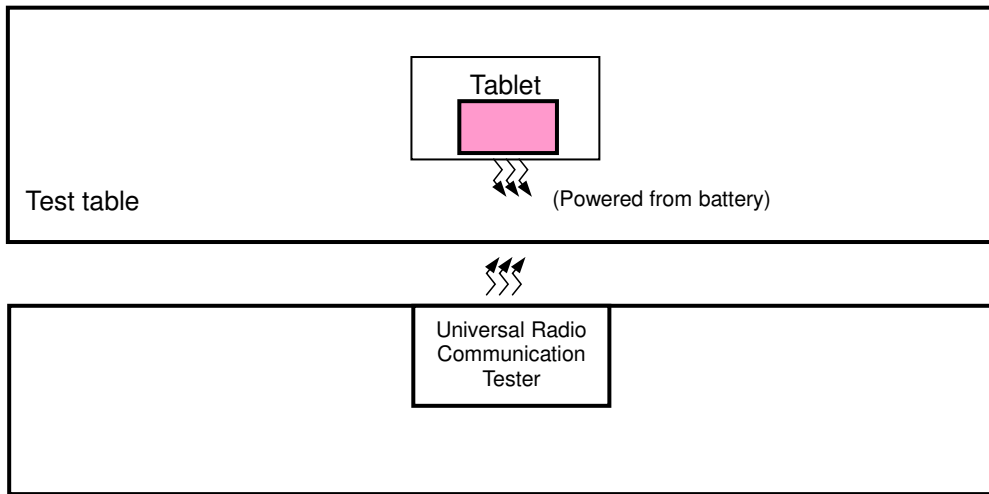 Tablet
Test table
(Powered from battery)
Universal Radio
Communication
Tester